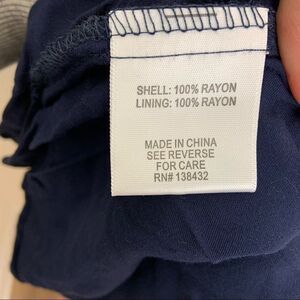 SHELL: 100% RAYON
LINING: 100% RAYON
MADE IN CHINA
SEE REVERSE
FOR CARE
RN# 138432